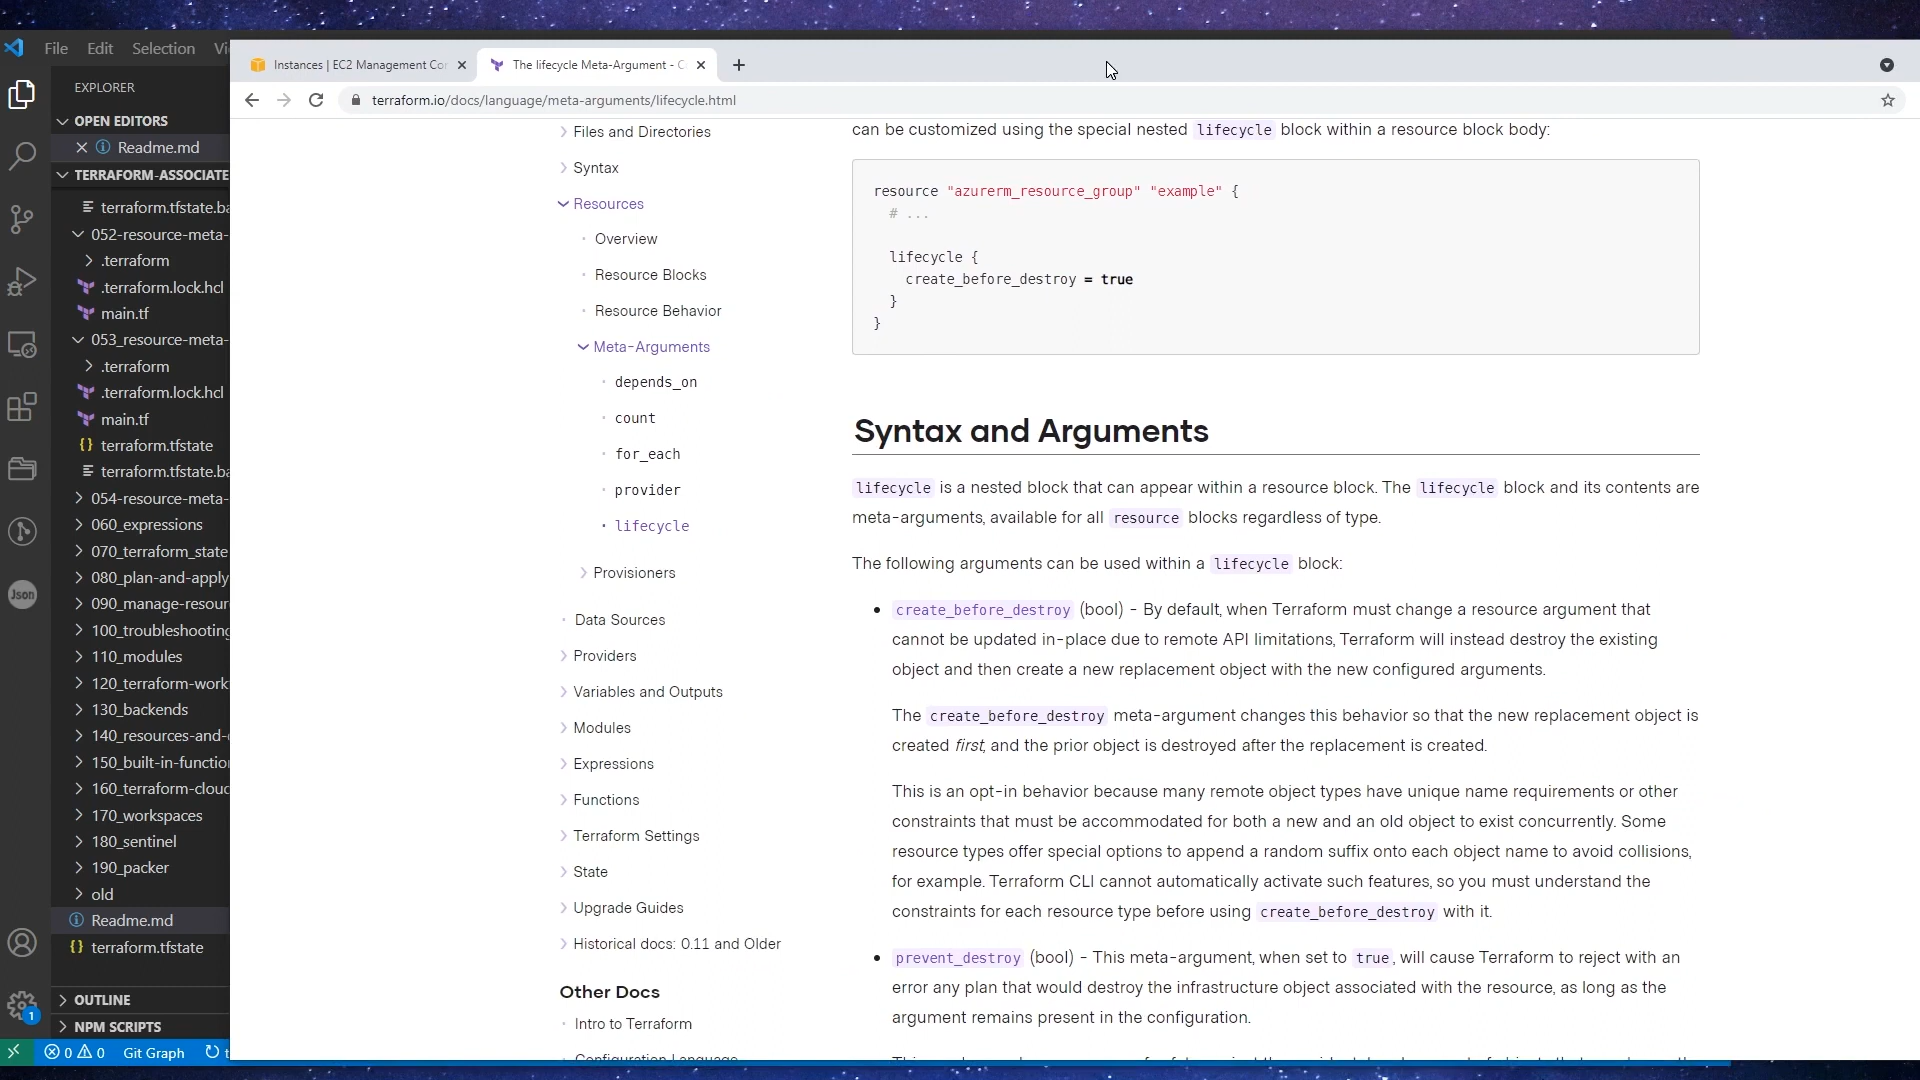 File Edit Selection Vi
Instances | EC2 Management Co
The lifecycle Meta-Argument - C
terraform.io/docs/language/meta-arguments/lifecycle.html
EXPLORER
OPEN EDITORS
Readme.md
TERRAFORM-ASSOCIATE
terraform.tfstate.ba
052-resource-meta-
.terraform
.terraform.lock.hcl
main.tf
053_resource-meta-
.terraform
.terraform.lock.hcl
main.tf
terraform.tfstate
terraform.tfstate.ba
054-resource-meta-
060_expressions
070_terraform_state
080_plan-and-apply
090_manage-resour
100_troubleshooting
110_modules
120_terraform-work
130_backends
140_resources-and-
150_built-in-functio
160_terraform-cloud
170_workspaces
180_sentinel
190_packer
old
Readme.md
terraform.tfstate
OUTLINE
NPM SCRIPTS
Json
1
0 0 Git Graph t
Files and Directories
Syntax
Resources
Overview
Resource Blocks
Resource Behavior
Meta-Arguments
depends_on
count
for_each
provider
lifecycle
Provisioners
Data Sources
Providers
Variables and Outputs
Modules
Expressions
Functions
Terraform Settings
State
Upgrade Guides
Historical docs: 0.11 and Older
Other Docs
Intro to Terraform
Configuration Language
can be customized using the special nested lifecycle block within a resource block body:
resource "azurerm_resource_group" "example" {
# ...
lifecycle {
create_before_destroy = true
}
}
Syntax and Arguments
lifecycle is a nested block that can appear within a resource block. The lifecycle block and its contents are
meta-arguments, available for all resource blocks regardless of type.
The following arguments can be used within a lifecycle block:
• create_before_destroy (bool) - By default, when Terraform must change a resource argument that
cannot be updated in-place due to remote API limitations, Terraform will instead destroy the existing
object and then create a new replacement object with the new configured arguments.
The create_before_destroy meta-argument changes this behavior so that the new replacement object is
created first, and the prior object is destroyed after the replacement is created.
This is an opt-in behavior because many remote object types have unique name requirements or other
constraints that must be accommodated for both a new and an old object to exist concurrently. Some
resource types offer special options to append a random suffix onto each object name to avoid collisions,
for example. Terraform CLI cannot automatically activate such features, so you must understand the
constraints for each resource type before using create_before_destroy with it.
• prevent_destroy (bool) - This meta-argument, when set to true, will cause Terraform to reject with an
error any plan that would destroy the infrastructure object associated with the resource, as long as the
argument remains present in the configuration.